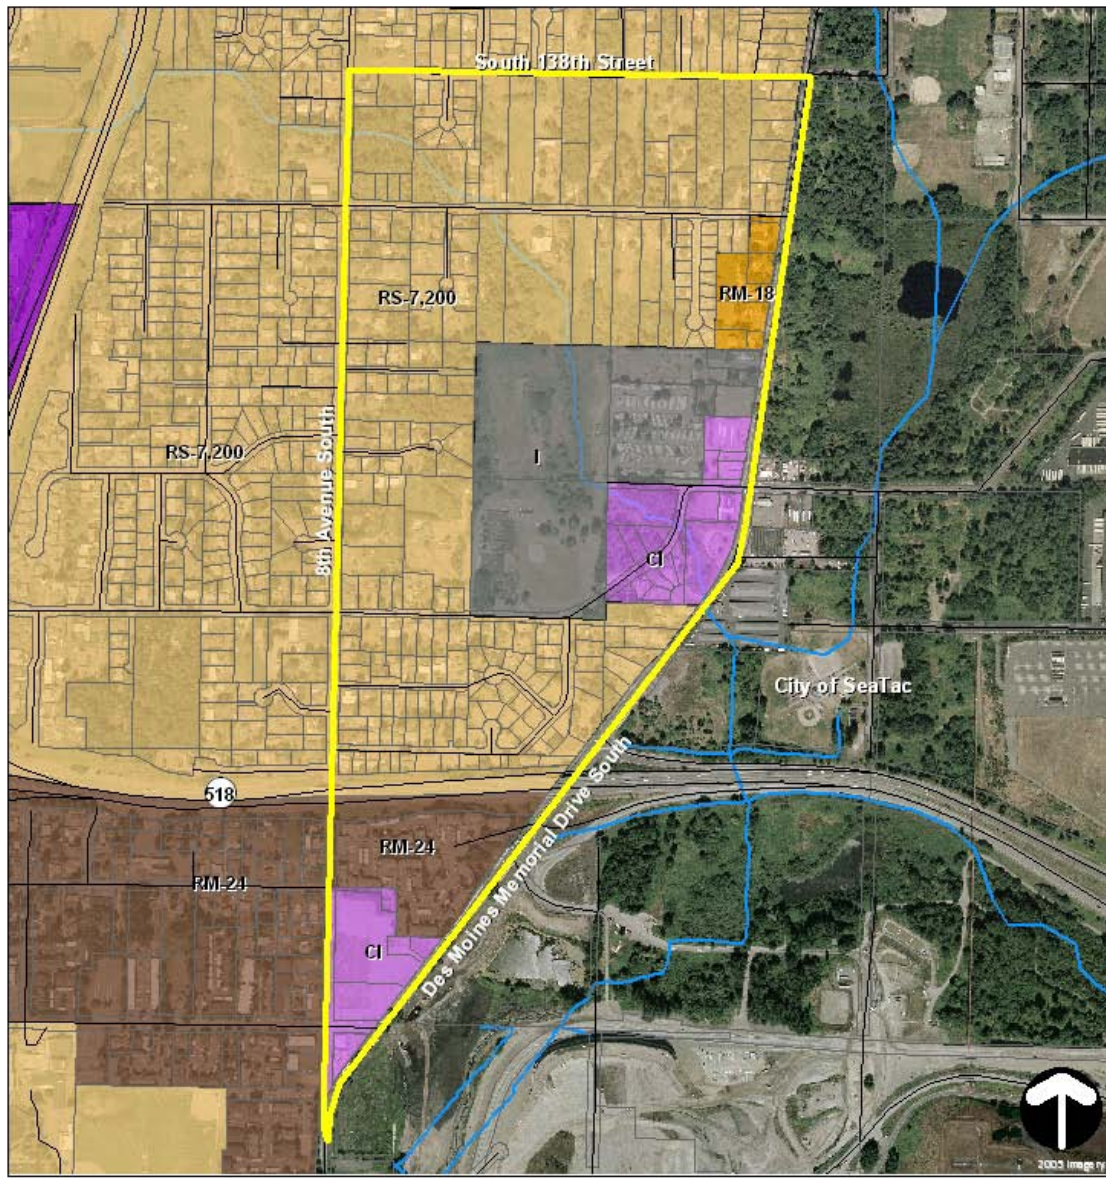 South 138th Street
RS-7,200
RM-18
8th Avenue South
RS-7,200
I
CI
City of SeaTac
518
Des Moines Memorial Drive South
RM-24
RM-24
CI
2005 Imagery